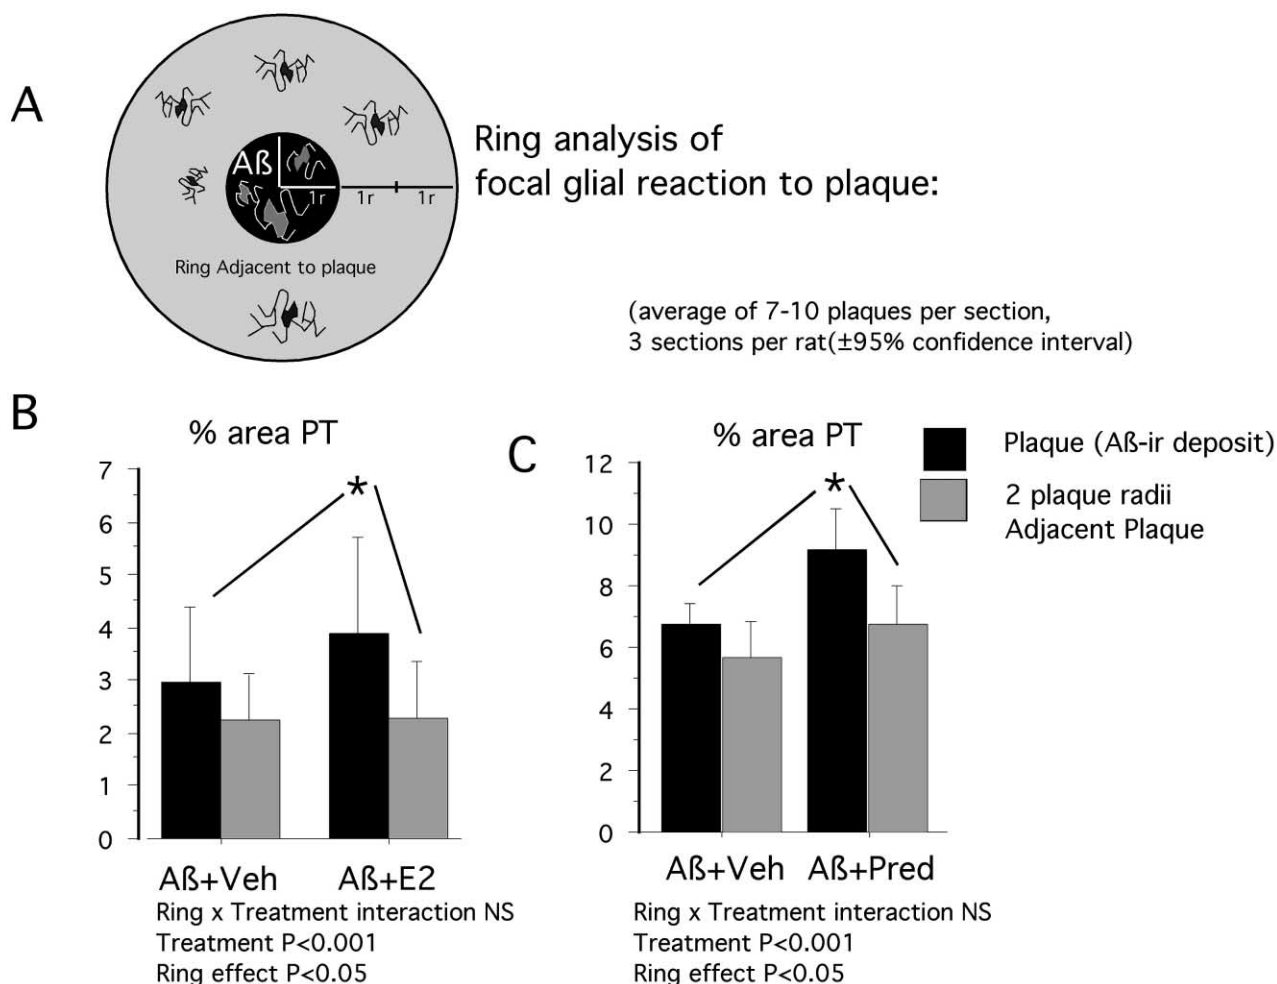 A
Aß
1r
1r
1r
Ring Adjacent to plaque
Ring analysis of
focal glial reaction to plaque:
(average of 7-10 plaques per section,
3 sections per rat(±95% confidence interval)
B
% area PT
7
6
5
4
3
2
1
0
*
Aß+Veh
Aß+E2
Ring x Treatment interaction NS
Treatment P<0.001
Ring effect P<0.05
C
% area PT
12
10
8
6
4
2
0
*
Aß+Veh
Aß+Pred
Ring x Treatment interaction NS
Treatment P<0.001
Ring effect P<0.05
Plaque (Aß-ir deposit)
2 plaque radii
Adjacent Plaque